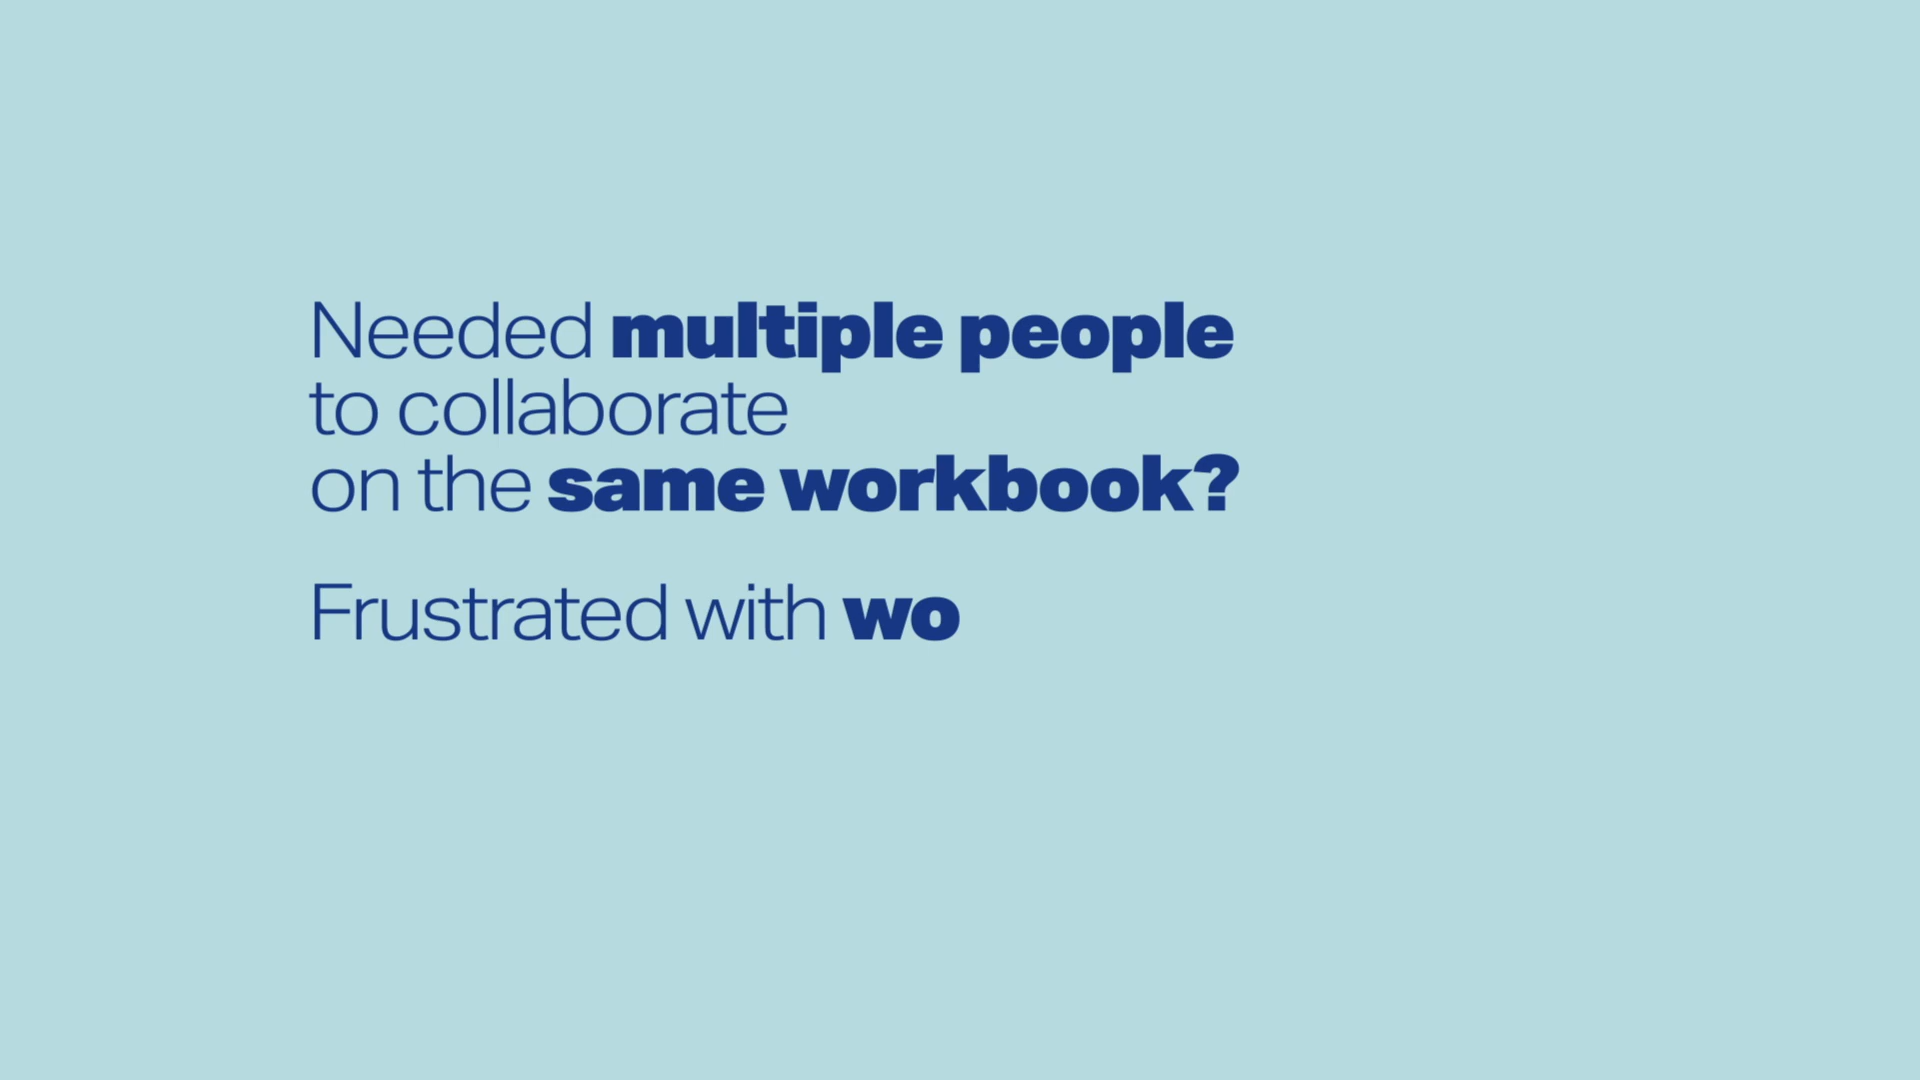 Needed multiple people
to collaborate
on the same workbook?
Frustrated with wo